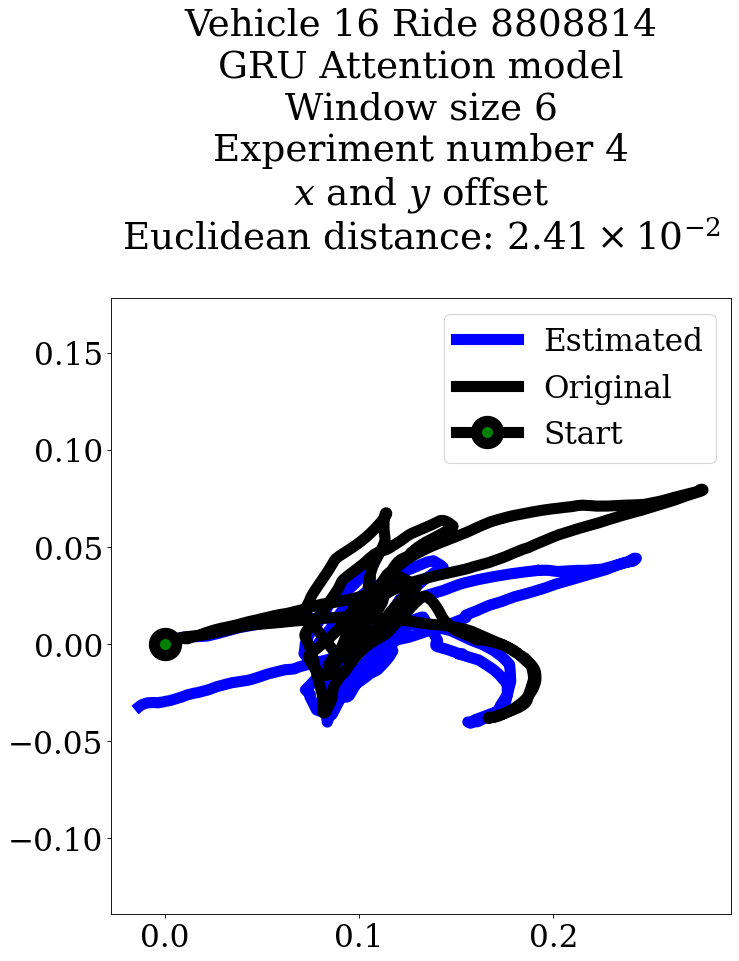 Vehicle 16 Ride 8808814
GRU Attention model
Window size 6
Experiment number 4
x and y offset
Euclidean distance: 2.41 × 10⁻²
Estimated
Original
Start
0.15
0.10
0.05
0.00
−0.05
−0.10
0.0
0.1
0.2